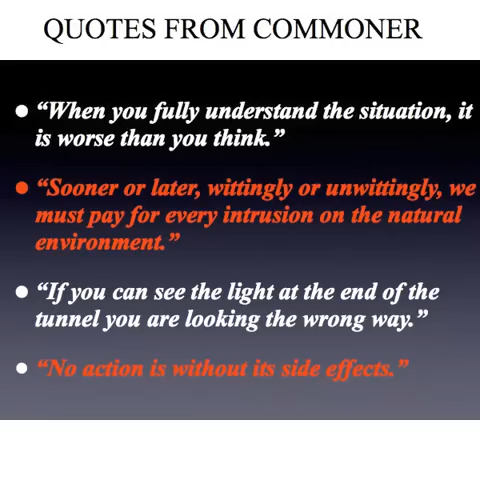 QUOTES FROM COMMONER
● “When you fully understand the situation, it
is worse than you think.”
● “Sooner or later, wittingly or unwittingly, we
must pay for every intrusion on the natural
environment.”
● “If you can see the light at the end of the
tunnel you are looking the wrong way.”
● “No action is without its side effects.”